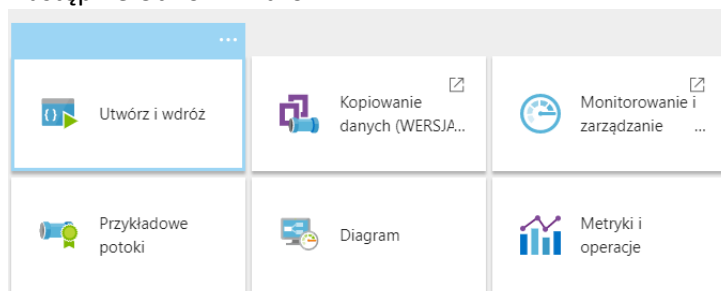 Utwórz i wdróż
Kopiowanie
danych (WERSJA...
Monitorowanie i
zarządzanie ...
Przykładowe
potoki
Diagram
Metryki i
operacje